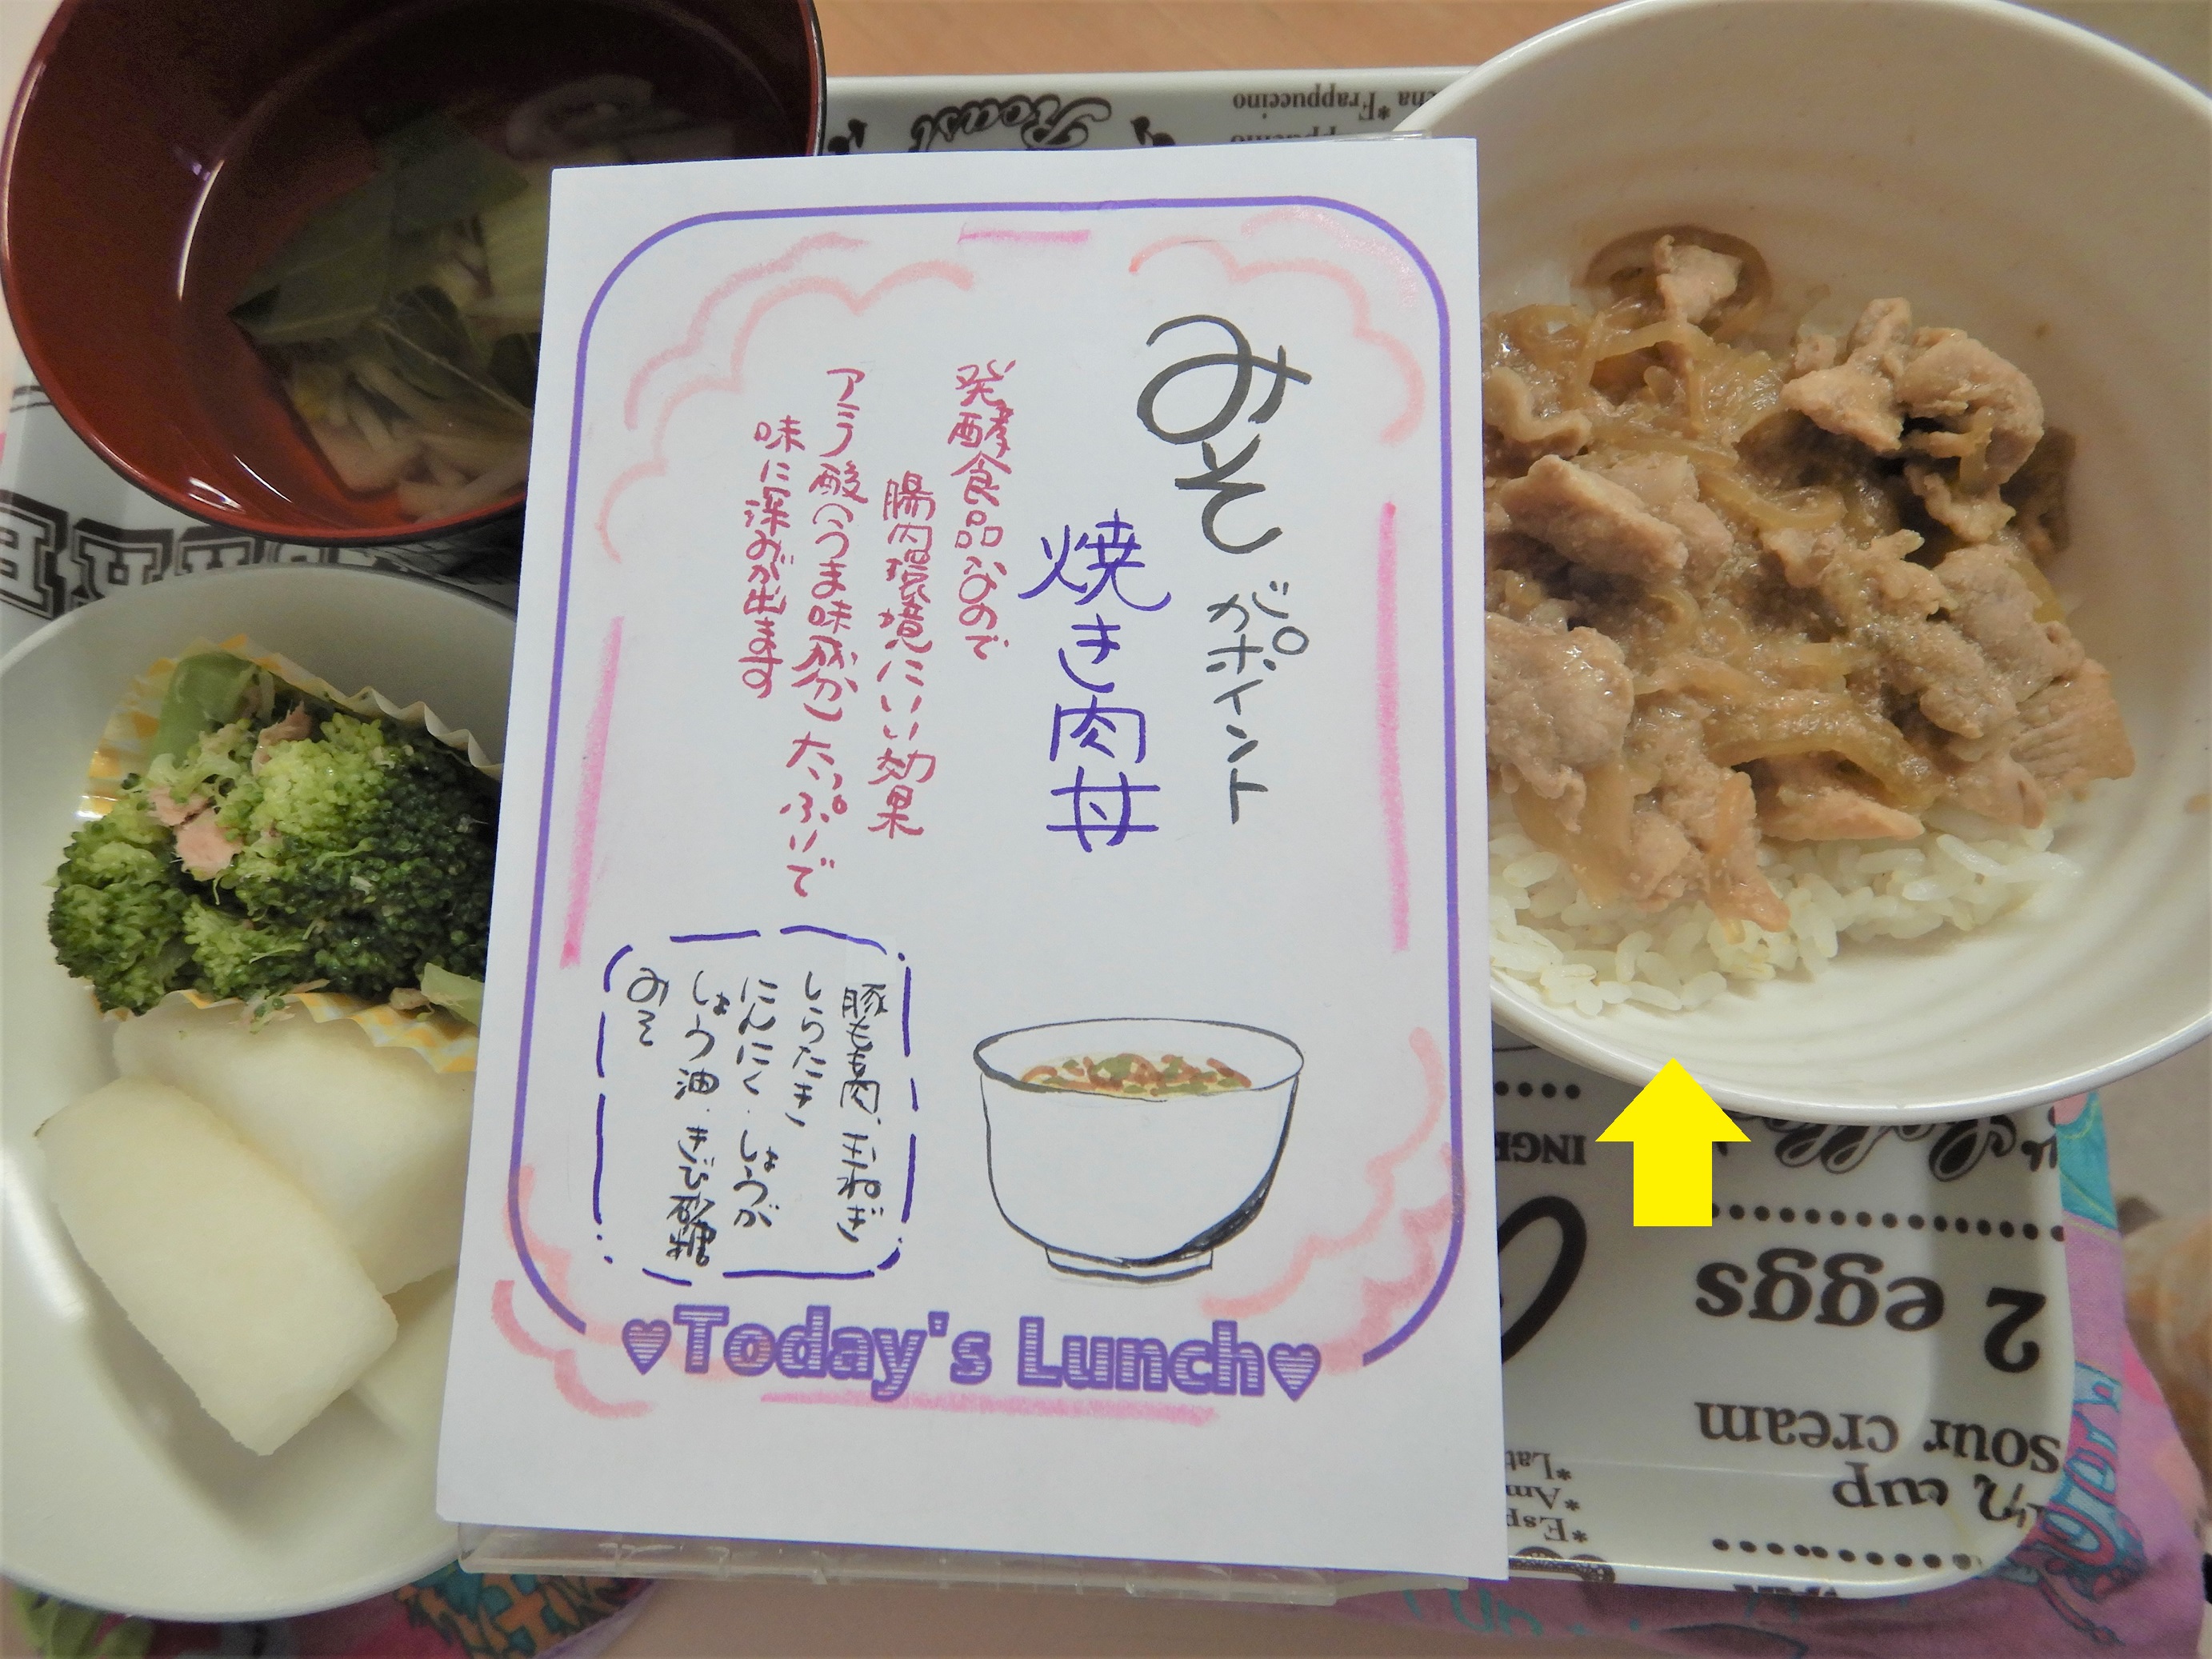 みそがポイント
焼き肉丼
発酵食品なので
腸内環境にいい効果
アミノ酸(うま味成分)たっぷりで
味に深みが出ます
豚もも肉、玉ねぎ
しらたき
にんにく、しょうが
しょう油、きび砂糖
みそ
♥Today's Lunch♥
Roast
*Frappuccino
2 eggs
sour cream
cup